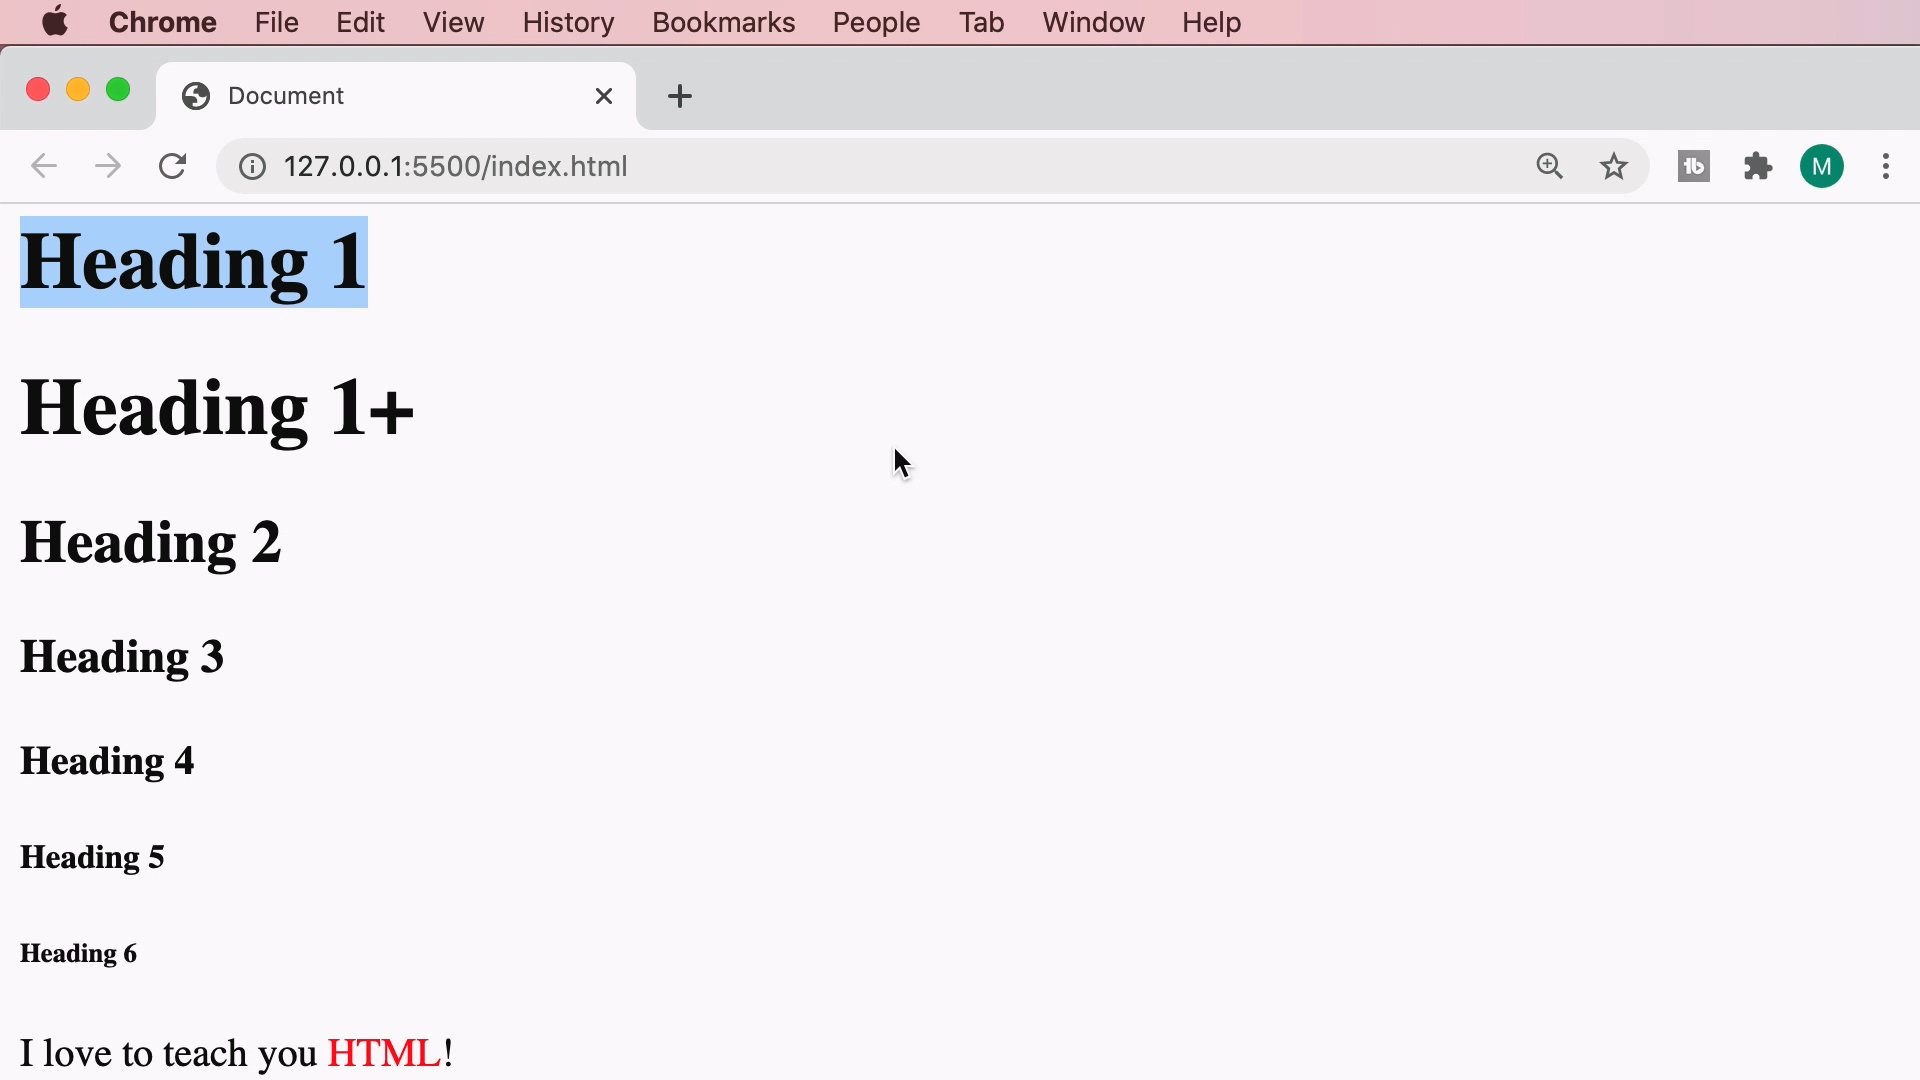 Chrome File Edit View History Bookmarks People Tab Window Help
Document
127.0.0.1:5500/index.html
M
Heading 1
Heading 1+
Heading 2
Heading 3
Heading 4
Heading 5
Heading 6
I love to teach you HTML!